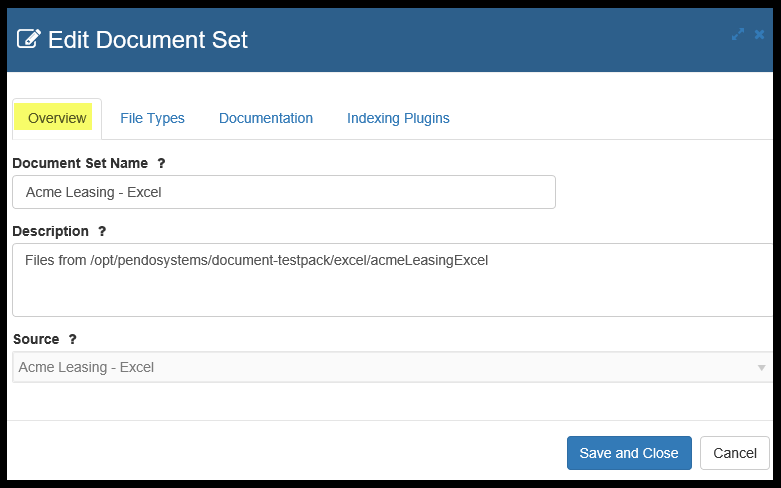 Edit Document Set
Overview File Types Documentation Indexing Plugins
Document Set Name ?
Acme Leasing - Excel
Description ?
Files from /opt/pendosystems/document-testpack/excel/acmeLeasingExcel
Source ?
Acme Leasing - Excel
Save and Close Cancel